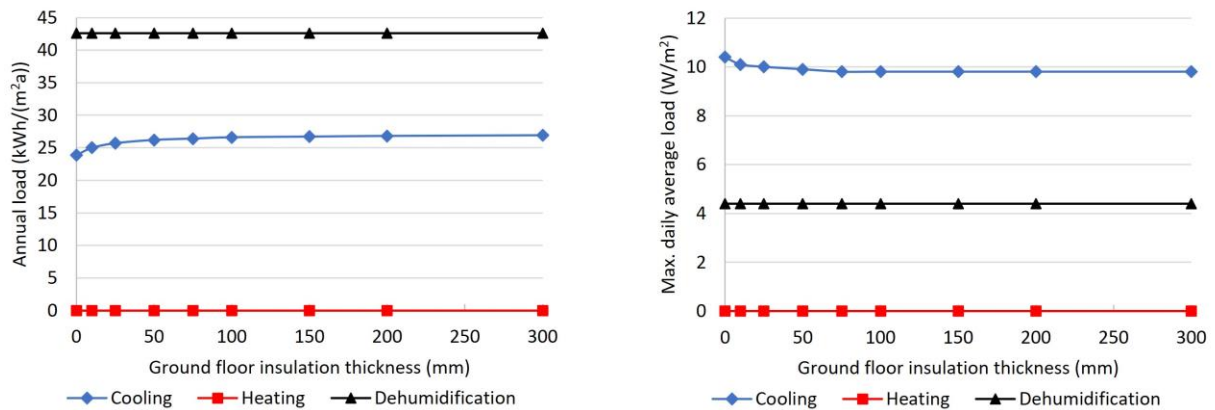 Annual load (kWh/(m²a))
45
40
35
30
25
20
15
10
5
0
0 50 100 150 200 250 300
Ground floor insulation thickness (mm)
Cooling Heating Dehumidification
Max. daily average load (W/m²)
12
10
8
6
4
2
0
0 50 100 150 200 250 300
Ground floor insulation thickness (mm)
Cooling Heating Dehumidification